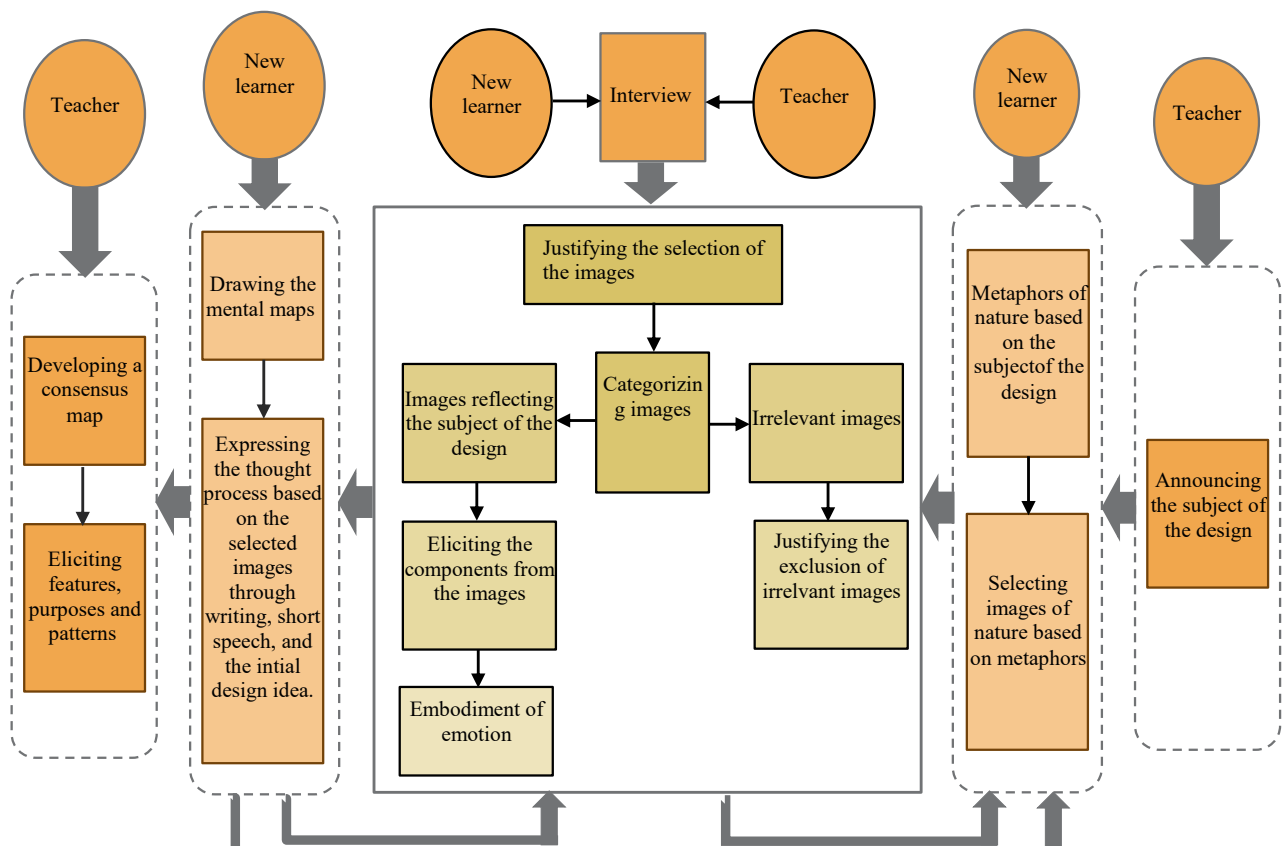 Teacher
New
learner
New
learner
Interview
Teacher
New
learner
Teacher
Developing a
consensus
map
Eliciting
features,
purposes and
patterns
Drawing the
mental maps
Expressing
the thought
process based
on the
selected
images
through
writing, short
speech, and
the intial
design idea.
Justifying the selection of
the images
Categorizin
g images
Images reflecting
the subject of the
design
Irrelevant images
Eliciting the
components from
the images
Justifying the
exclusion of
irrelvant images
Embodiment of
emotion
Metaphors of
nature based
on the
subjectof the
design
Selecting
images of
nature based
on metaphors
Announcing
the subject of
the design